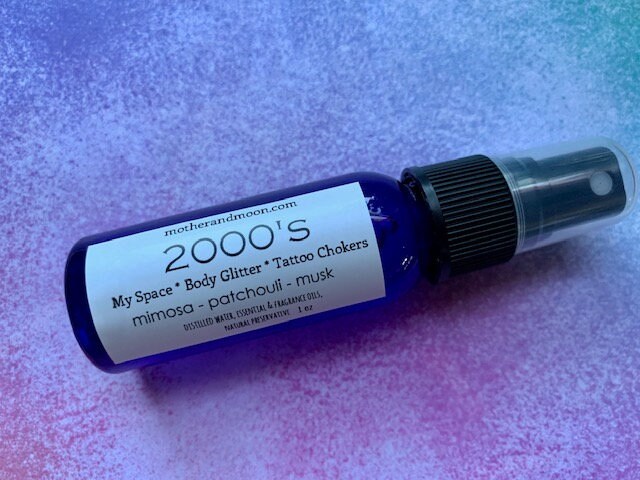 motherandmoon.com
2000's
My Space * Body Glitter * Tattoo Chokers
mimosa - patchouli - musk
DISTILLED WATER, ESSENTIAL & FRAGRANCE OILS,
NATURAL PRESERVATIVE 1 oz